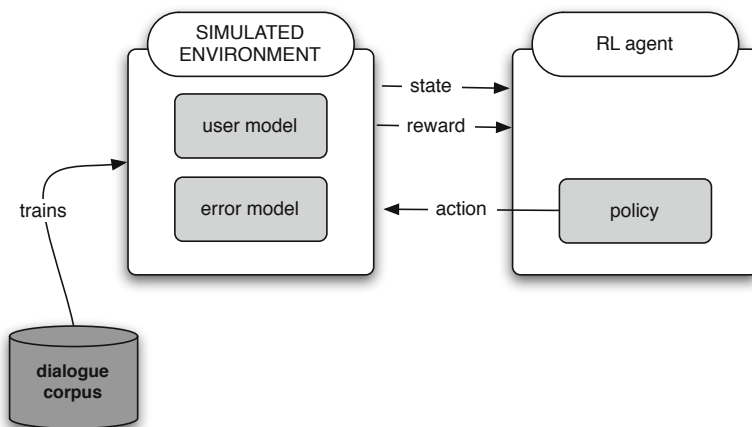 SIMULATED
ENVIRONMENT
RL agent
state
user model
reward
error model
action
policy
trains
dialogue
corpus